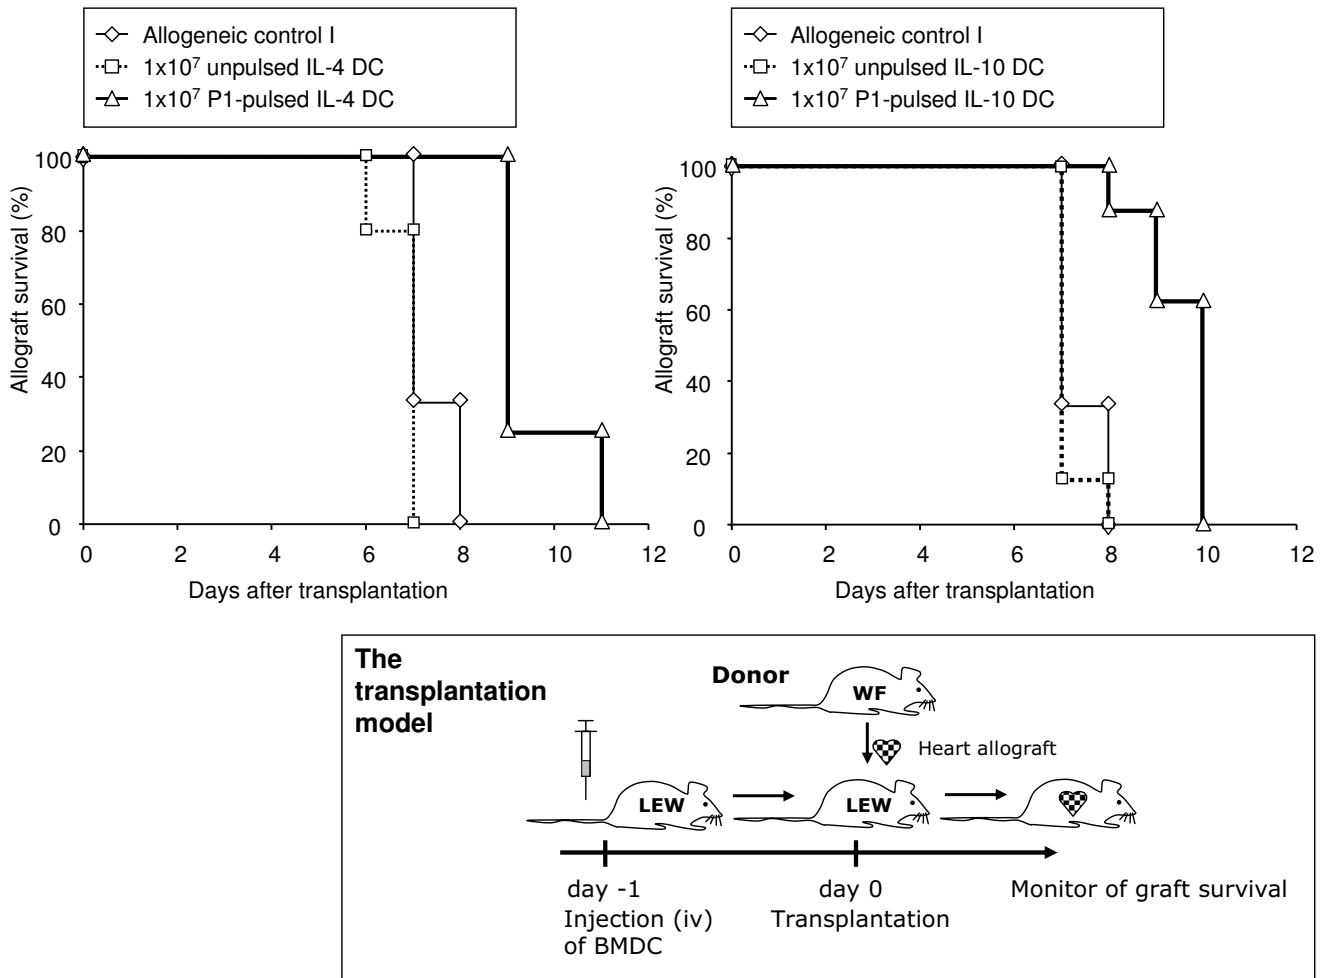 Allogeneic control I
1x10⁷ unpulsed IL-4 DC
1x10⁷ P1-pulsed IL-4 DC
Allograft survival (%)
100
80
60
40
20
0
0 2 4 6 8 10 12
Days after transplantation
Allogeneic control I
1x10⁷ unpulsed IL-10 DC
1x10⁷ P1-pulsed IL-10 DC
Allograft survival (%)
100
80
60
40
20
0
0 2 4 6 8 10 12
Days after transplantation
The
transplantation
model
Donor
WF
Heart allograft
LEW
LEW
day -1
Injection (iv)
of BMDC
day 0
Transplantation
Monitor of graft survival